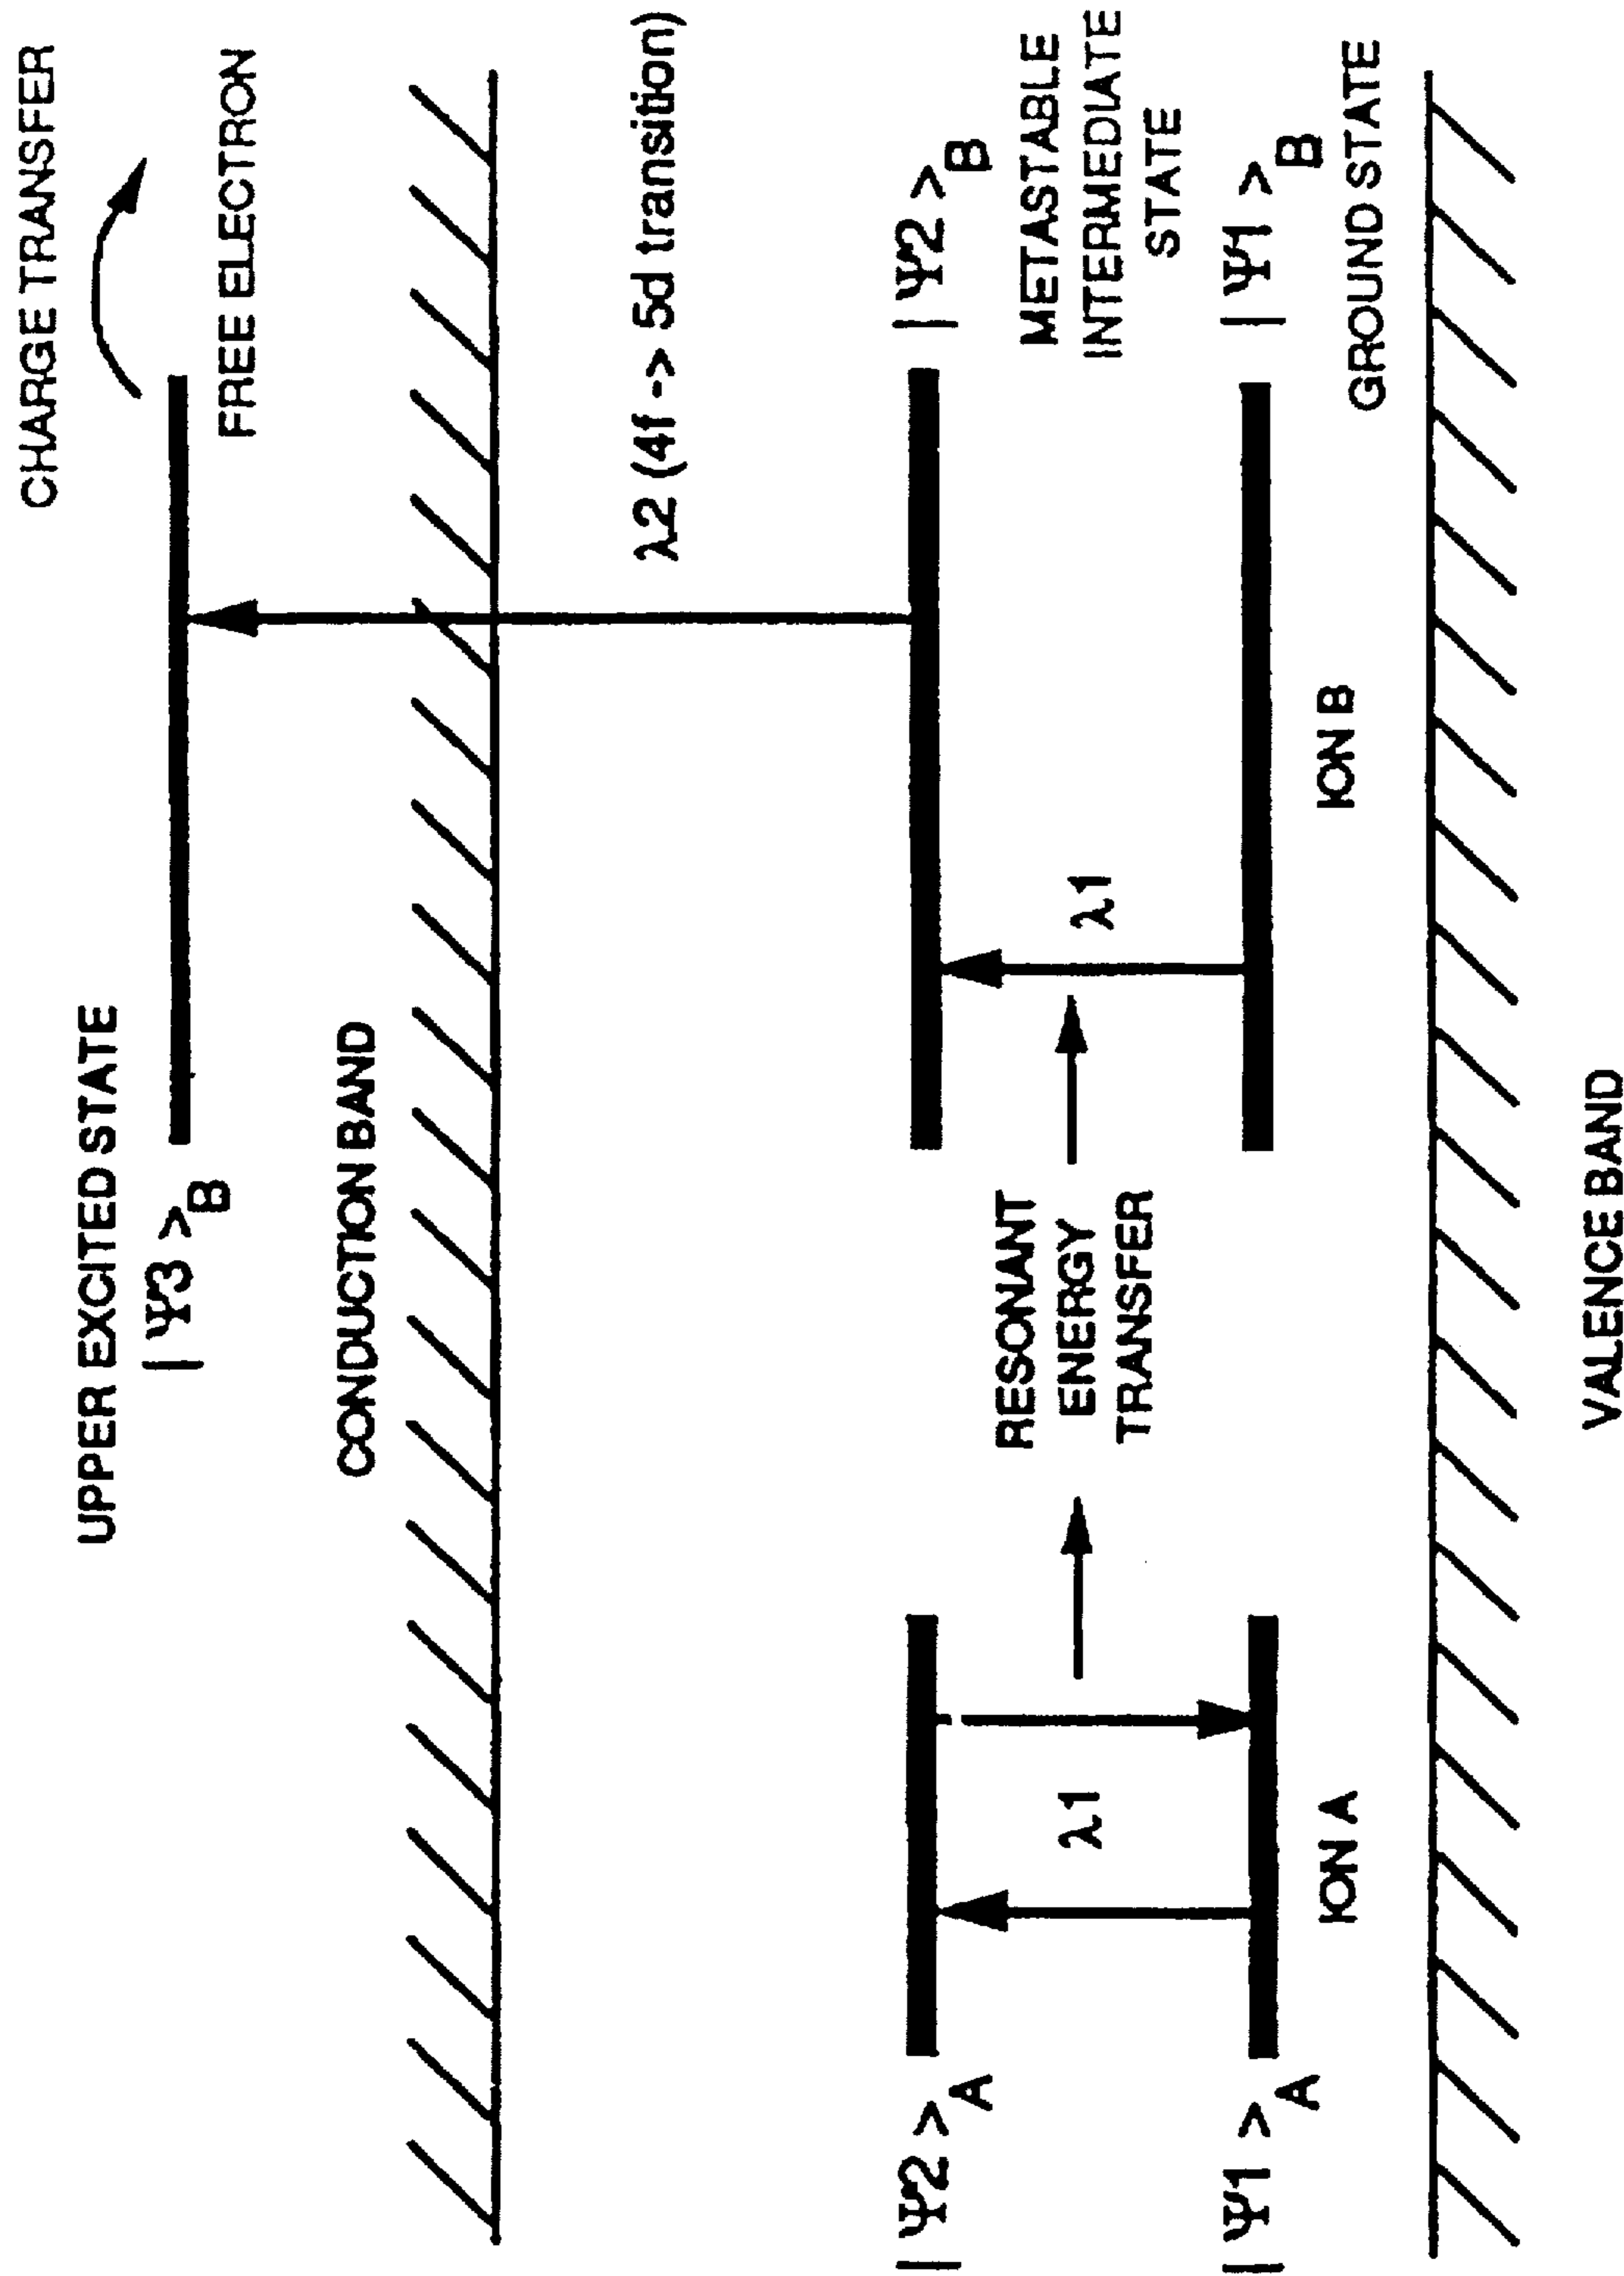 CHARGE TRANSFER
UPPER EXCITED STATE
| Ψ3 >B
FREE ELECTRON
CONDUCTION BAND
λ2 (4f -> 5d transition)
| Ψ2 >A
| Ψ2 >B
RESONANT
ENERGY
TRANSFER
METASTABLE
INTERMEDIATE
STATE
λ1
λ1
| Ψ1 >A
| Ψ1 >B
ION A
ION B
GROUND STATE
VALENCE BAND